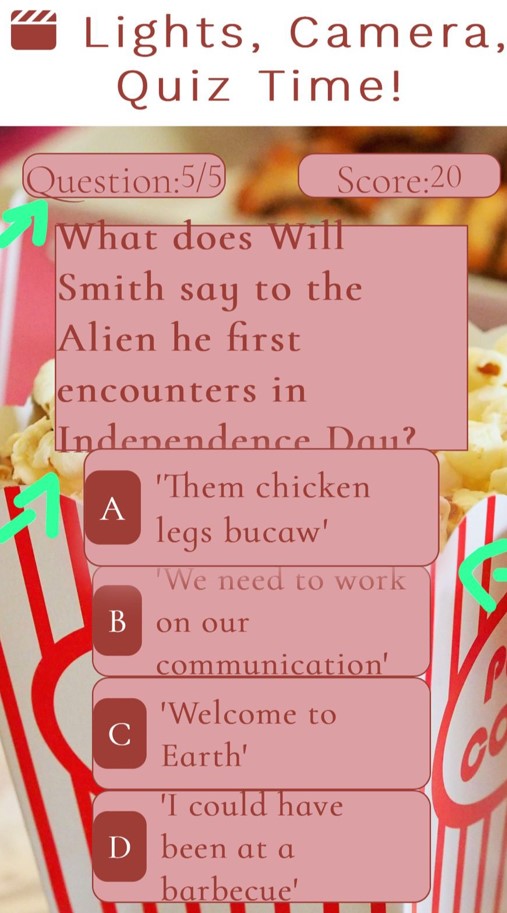 Lights, Camera,
Quiz Time!
Question:5/5
Score:20
What does Will
Smith say to the
Alien he first
encounters in
Independence Day?
A
'Them chicken
legs bucaw'
B
'We need to work
on our
communication'
C
'Welcome to
Earth'
D
'I could have
been at a
barbecue'
P
CO